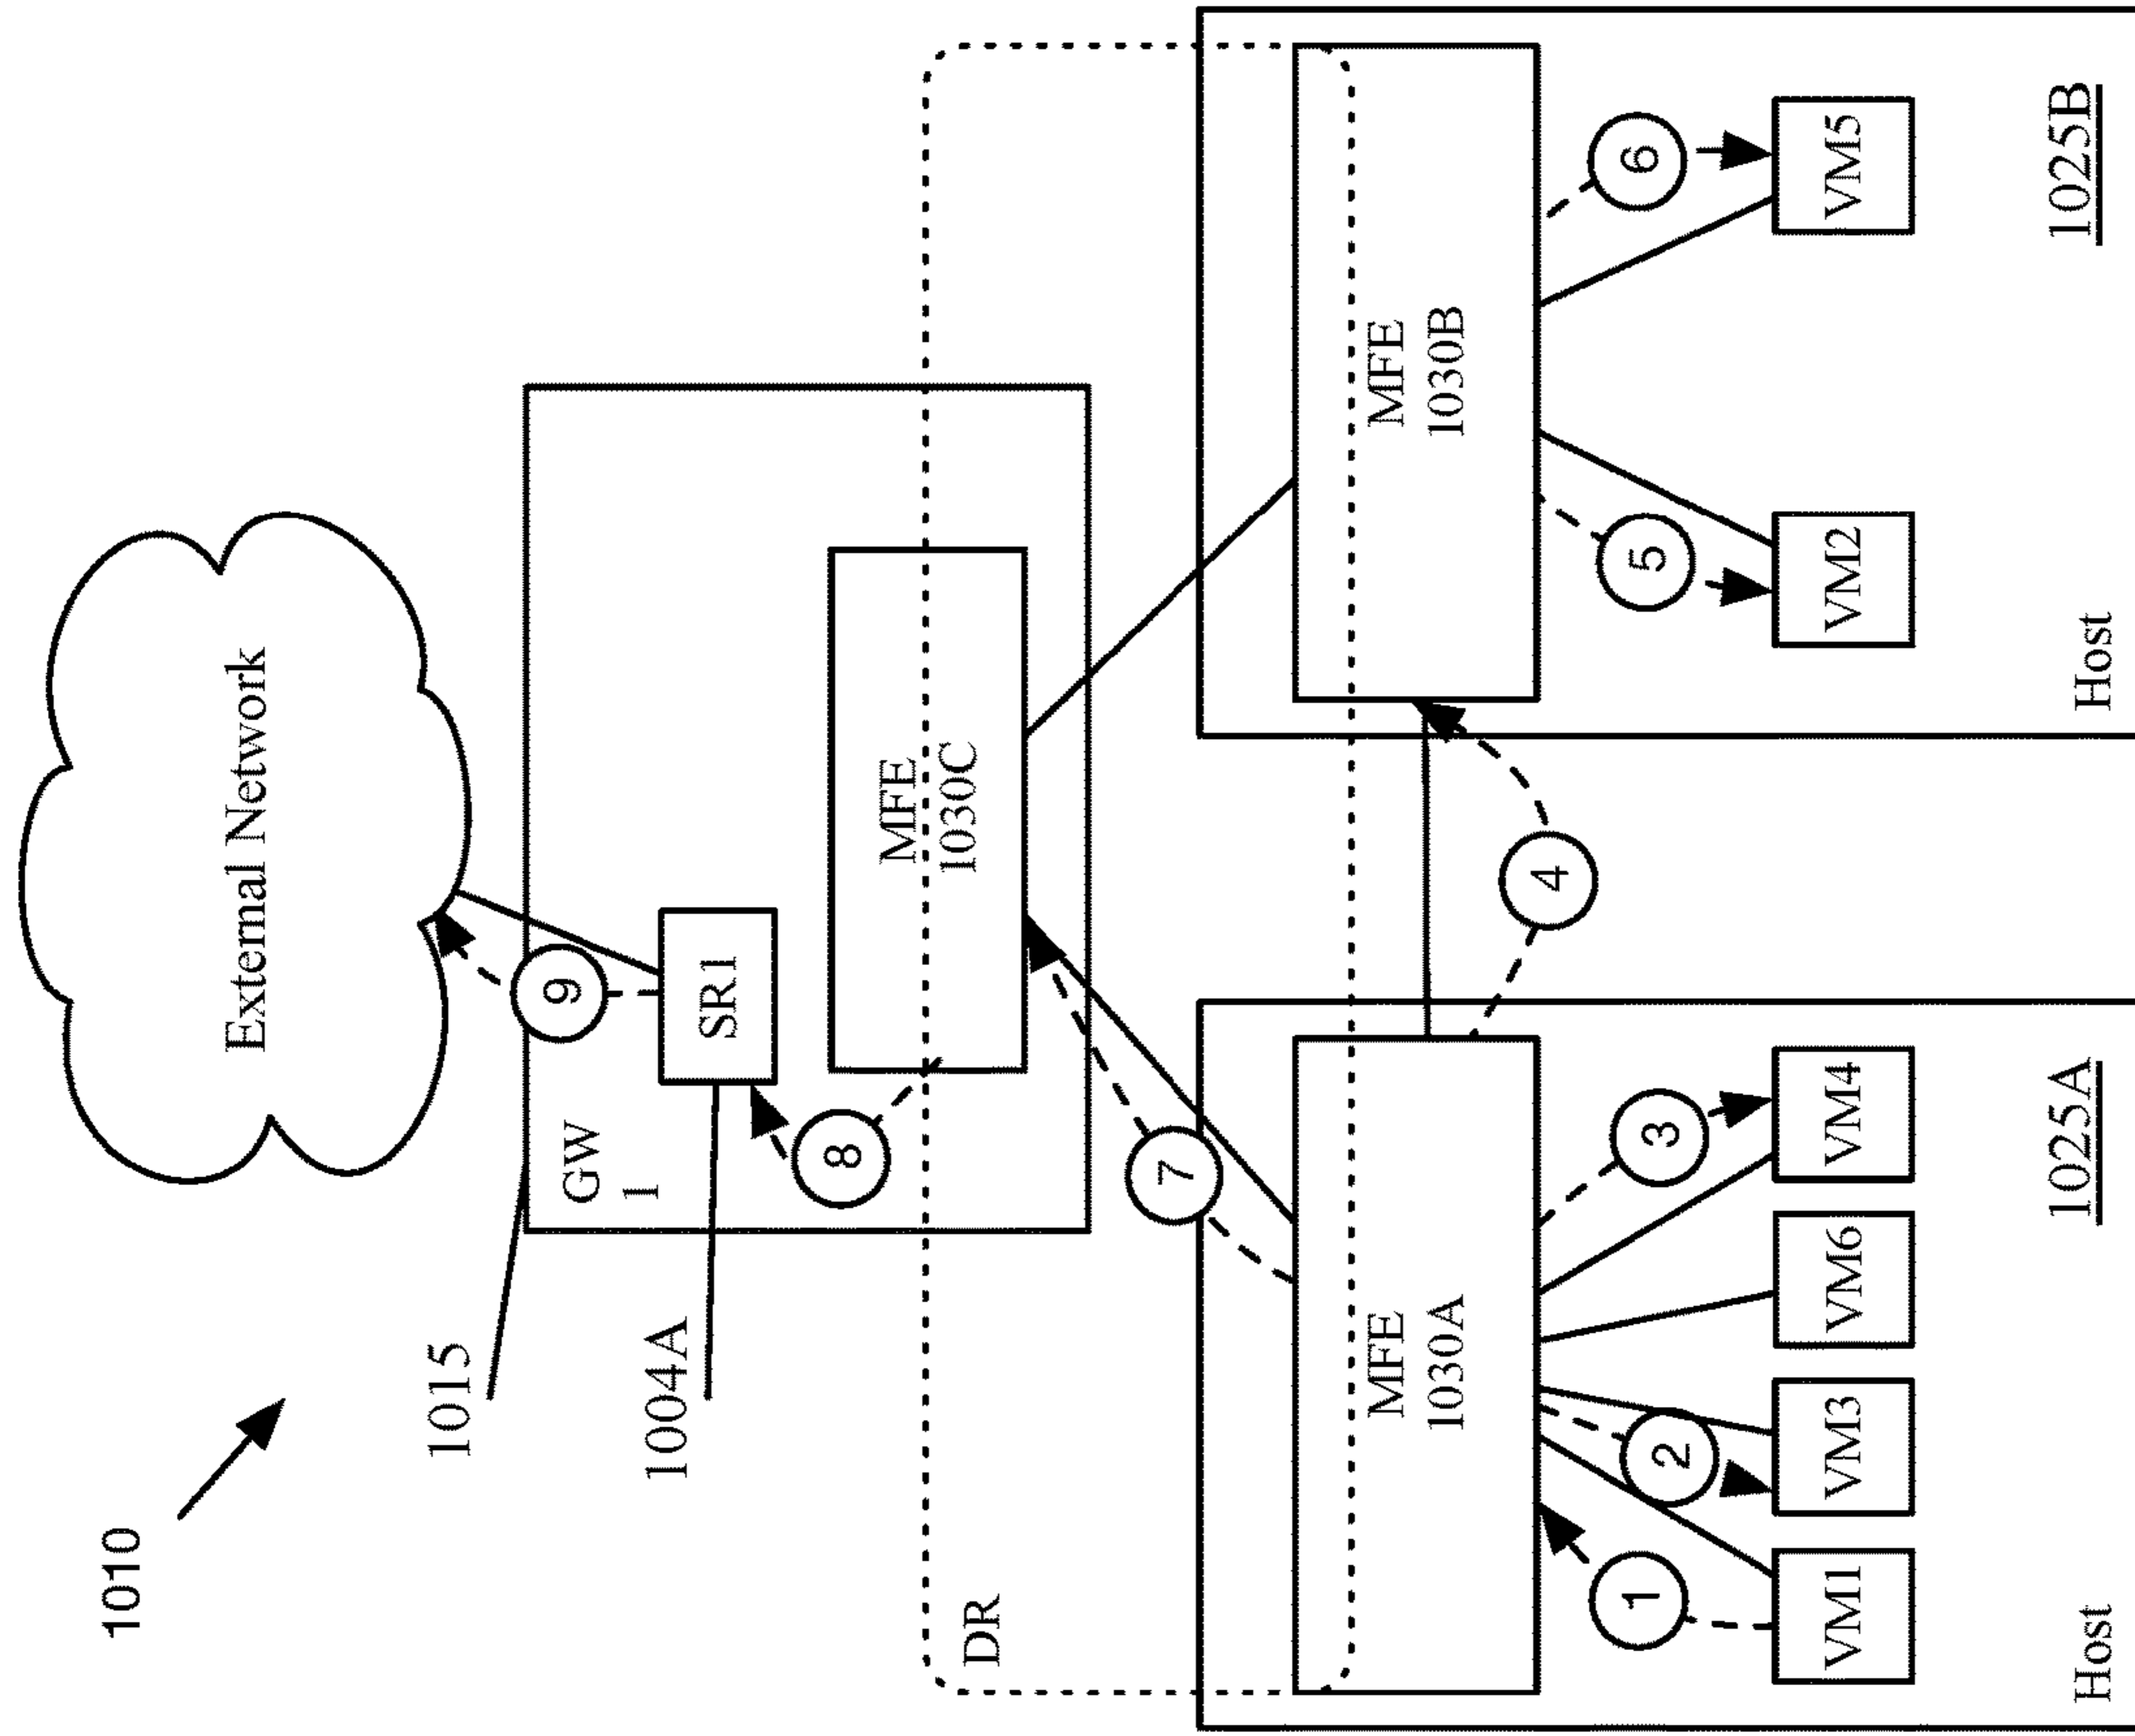 1010
External Network
1015
9
GW
1
1004A
SR1
8
MFE
1030C
DR
7
MFE
1030A
MFE
1030B
4
1
2
3
5
6
VM1
VM3
VM6
VM4
VM2
VM5
Host
1025A
Host
1025B